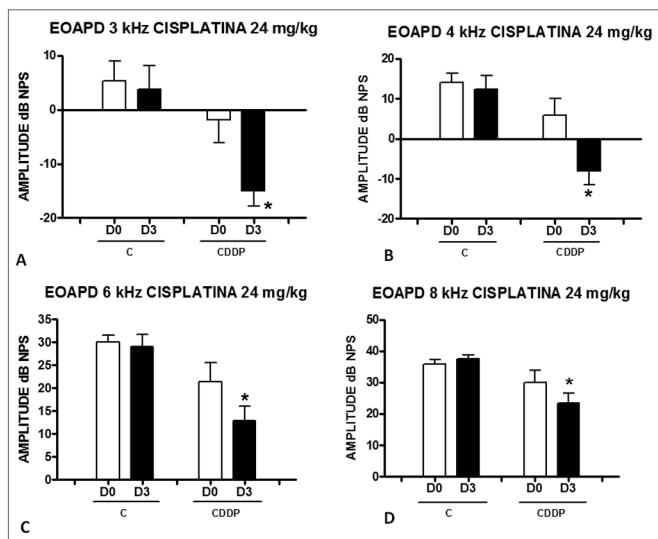 EOAPD 3 kHz CISPLATINA 24 mg/kg
AMPLITUDE dB NPS
10
0
-10
-20
D0 D3 D0 D3
C CDDP
A
EOAPD 4 kHz CISPLATINA 24 mg/kg
AMPLITUDE dB NPS
20
10
0
-10
-20
*
*
D0 D3 D0 D3
C CDDP
B
EOAPD 6 kHz CISPLATINA 24 mg/kg
AMPLITUDE dB NPS
35
30
25
20
15
10
5
0
*
D0 D3 D0 D3
C CDDP
C
EOAPD 8 kHz CISPLATINA 24 mg/kg
AMPLITUDE dB NPS
50
40
30
20
10
0
*
D0 D3 D0 D3
C CDDP
D